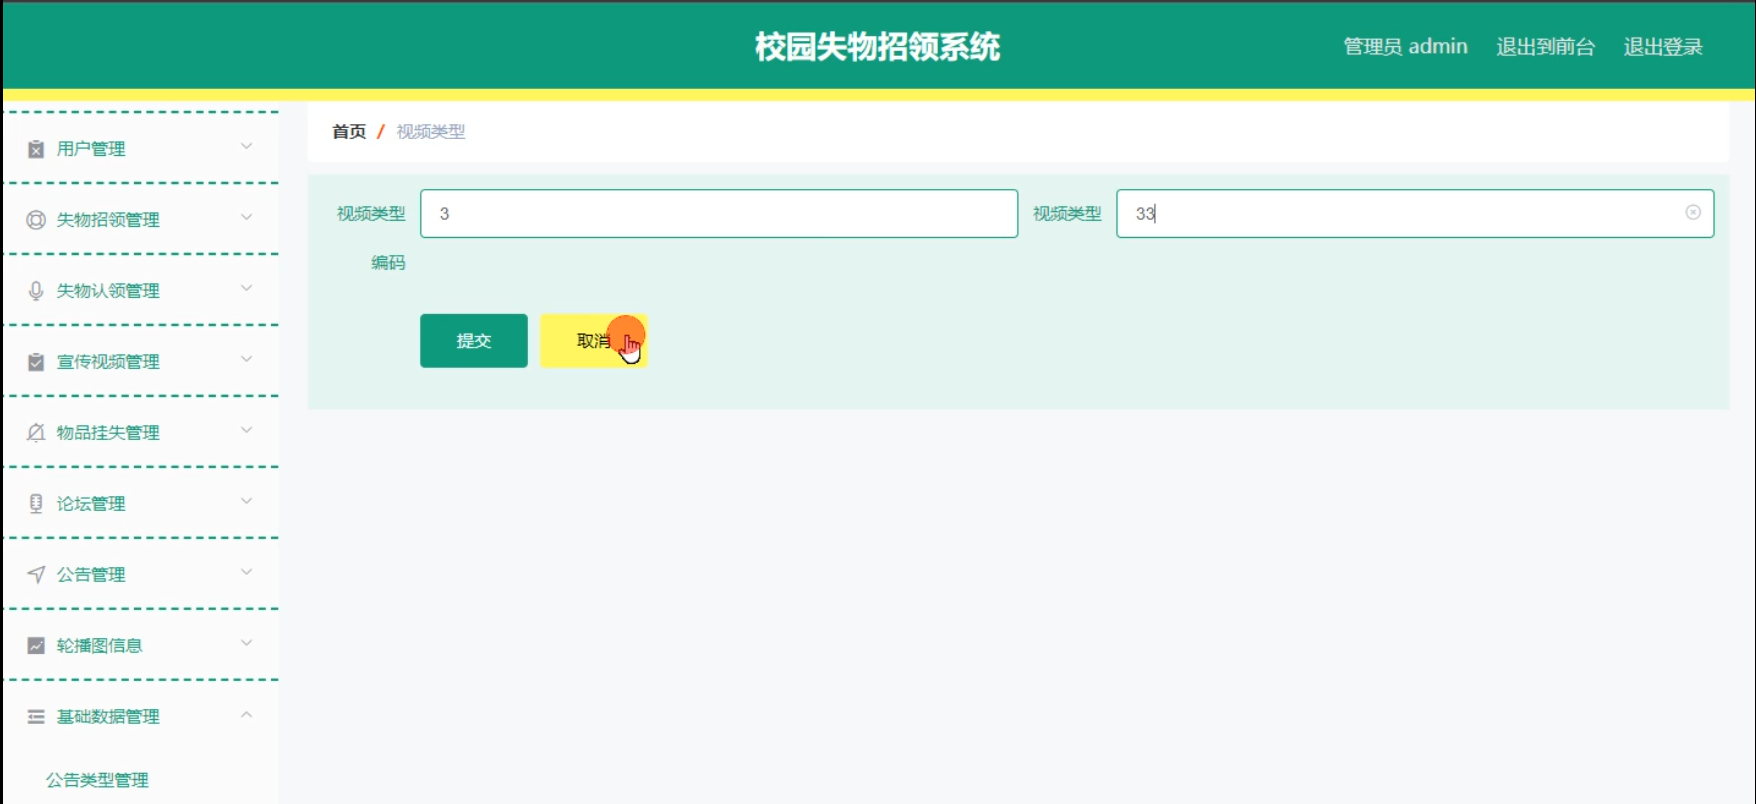 校园失物招领系统
管理员 admin
退出到前台
退出登录
首页 / 视频类型
用户管理
失物招领管理
失物认领管理
宣传视频管理
物品挂失管理
论坛管理
公告管理
轮播图信息
基础数据管理
公告类型管理
视频类型
编码
3
视频类型
33
提交
取消